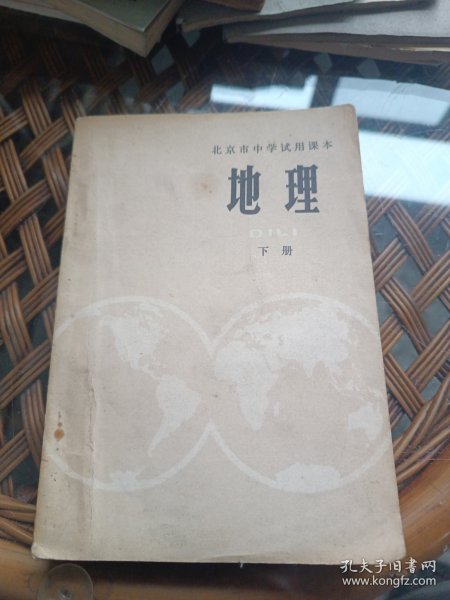 北京市中学试用课本
地理
DILI
下册
孔夫子旧书网
www.kongfz.com